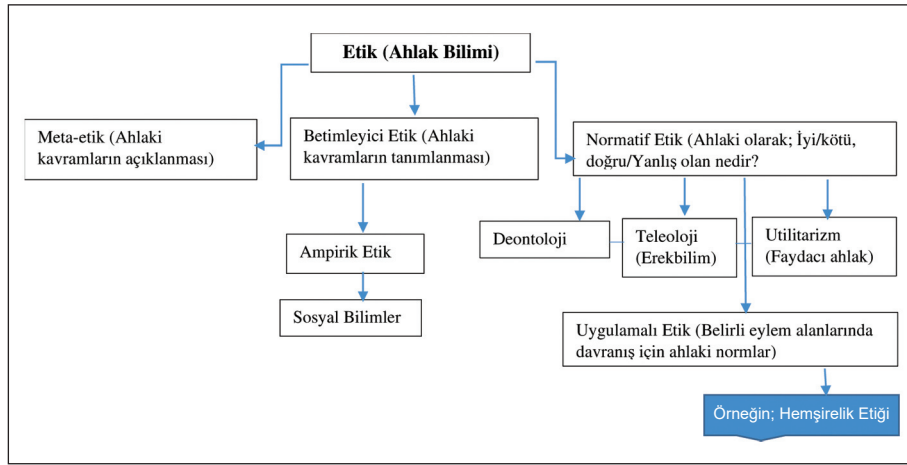 Etik (Ahlak Bilimi)
Meta-etik (Ahlaki
kavramların açıklanması)
Betimleyici Etik (Ahlaki
kavramların tanımlanması)
Normatif Etik (Ahlaki olarak; İyi/kötü,
doğru/Yanlış olan nedir?
Ampirik Etik
Sosyal Bilimler
Deontoloji
Teleoloji
(Erekbilim)
Utilitarizm
(Faydacı ahlak)
Uygulamalı Etik (Belirli eylem alanlarında
davranış için ahlaki normlar)
Örneğin; Hemşirelik Etiği